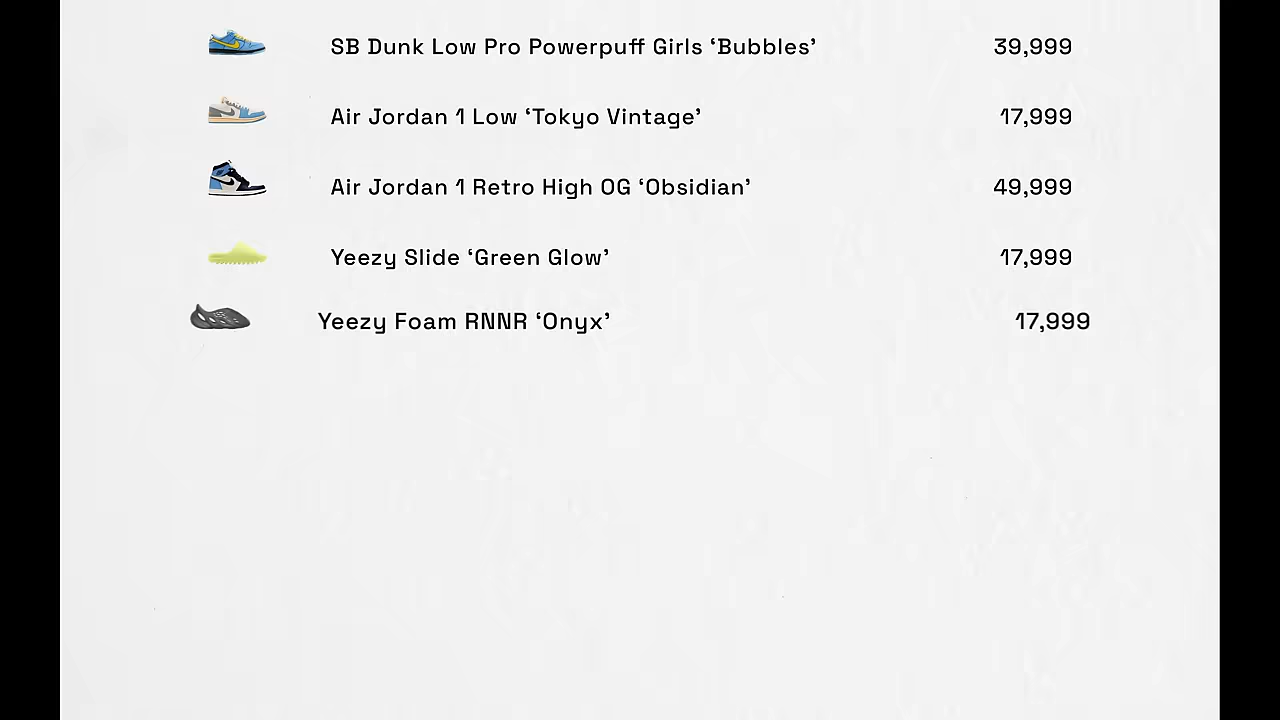 SB Dunk Low Pro Powerpuff Girls ‘Bubbles’ 39,999
Air Jordan 1 Low ‘Tokyo Vintage’ 17,999
Air Jordan 1 Retro High OG ‘Obsidian’ 49,999
Yeezy Slide ‘Green Glow’ 17,999
Yeezy Foam RNNR ‘Onyx’ 17,999